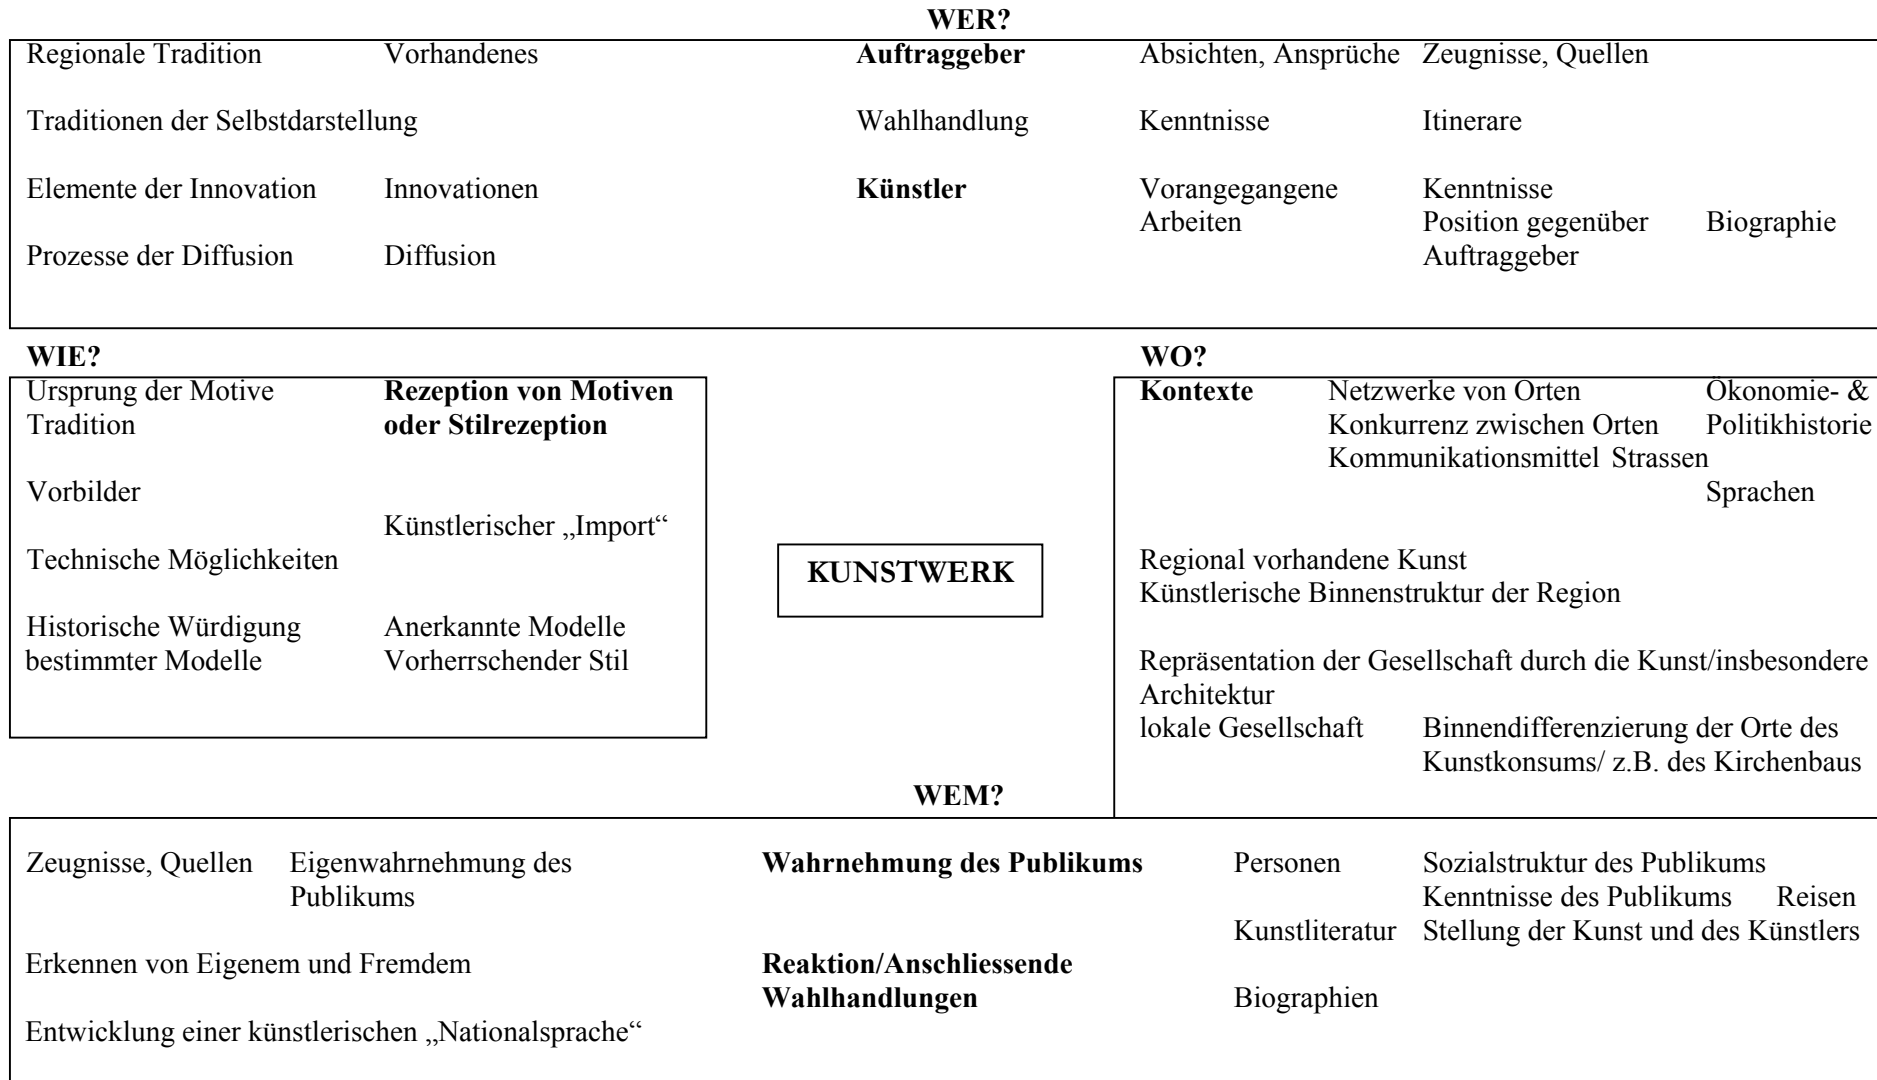 WER?
Regionale Tradition Vorhandenes Auftraggeber Absichten, Ansprüche Zeugnisse, Quellen
Traditionen der Selbstdarstellung Wahlhandlung Kenntnisse Itinerare
Elemente der Innovation Innovationen Künstler Vorangegangene Kenntnisse
Arbeiten Position gegenüber Biographie
Prozesse der Diffusion Diffusion Auftraggeber
WIE?
Ursprung der Motive Rezeption von Motiven
Tradition oder Stilrezeption
Vorbilder
Künstlerischer „Import“
Technische Möglichkeiten
Historische Würdigung Anerkannte Modelle
bestimmter Modelle Vorherrschender Stil
KUNSTWERK
WO?
Kontexte Netzwerke von Orten Ökonomie- &
Konkurrenz zwischen Orten Politikhistorie
Kommunikationsmittel Strassen
Sprachen
Regional vorhandene Kunst
Künstlerische Binnenstruktur der Region
Repräsentation der Gesellschaft durch die Kunst/insbesondere
Architektur
lokale Gesellschaft Binnendifferenzierung der Orte des
Kunstkonsums/ z.B. des Kirchenbaus
WEM?
Zeugnisse, Quellen Eigenwahrnehmung des Wahrnehmung des Publikums Personen Sozialstruktur des Publikums
Publikums Kenntnisse des Publikums Reisen
Kunstliteratur Stellung der Kunst und des Künstlers
Erkennen von Eigenem und Fremdem Reaktion/Anschliessende
Wahlhandlungen Biographien
Entwicklung einer künstlerischen „Nationalsprache“